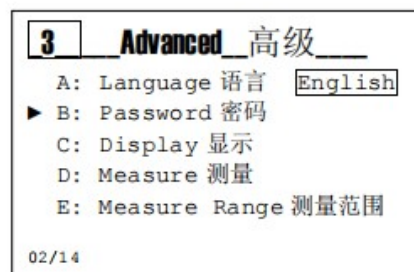 3 Advanced 高级
A: Language 语言 English
▶ B: Password 密码
C: Display 显示
D: Measure 测量
E: Measure Range 测量范围
02/14